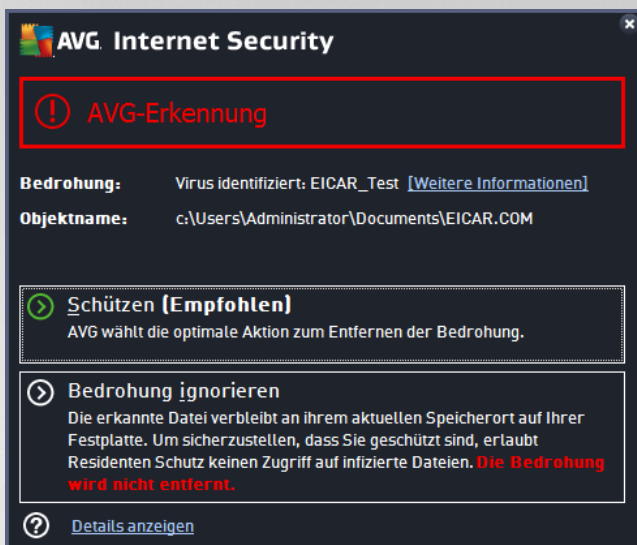 AVG. Internet Security
AVG-Erkennung
Bedrohung: Virus identifiziert: EICAR_Test [Weitere Informationen]
Objektname: c:\Users\Administrator\Documents\EICAR.COM
Schützen (Empfohlen)
AVG wählt die optimale Aktion zum Entfernen der Bedrohung.
Bedrohung ignorieren
Die erkannte Datei verbleibt an ihrem aktuellen Speicherort auf Ihrer
Festplatte. Um sicherzustellen, dass Sie geschützt sind, erlaubt
Residenten Schutz keinen Zugriff auf infizierte Dateien. Die Bedrohung
wird nicht entfernt.
Details anzeigen